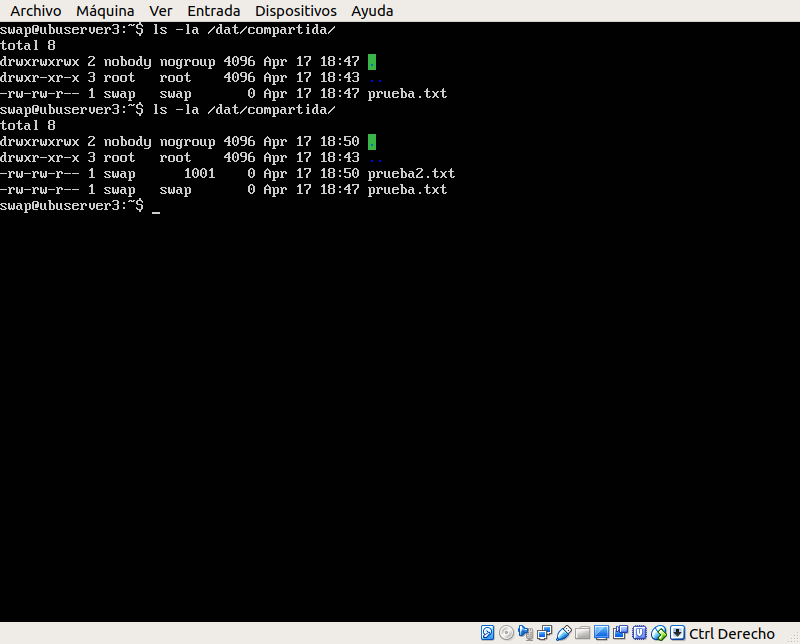 Archivo Máquina Ver Entrada Dispositivos Ayuda
swap@ubuserver3:~$ ls -la /dat/compartida/
total 8
drwxrwxrwx 2 nobody nogroup 4096 Apr 17 18:47 .
drwxr-xr-x 3 root   root    4096 Apr 17 18:43 ..
-rw-rw-r-- 1 swap   swap       0 Apr 17 18:47 prueba.txt
swap@ubuserver3:~$ ls -la /dat/compartida/
total 8
drwxrwxrwx 2 nobody nogroup 4096 Apr 17 18:50 .
drwxr-xr-x 3 root   root    4096 Apr 17 18:43 ..
-rw-rw-r-- 1 swap      1001    0 Apr 17 18:50 prueba2.txt
-rw-rw-r-- 1 swap   swap       0 Apr 17 18:47 prueba.txt
swap@ubuserver3:~$ _
Ctrl Derecho